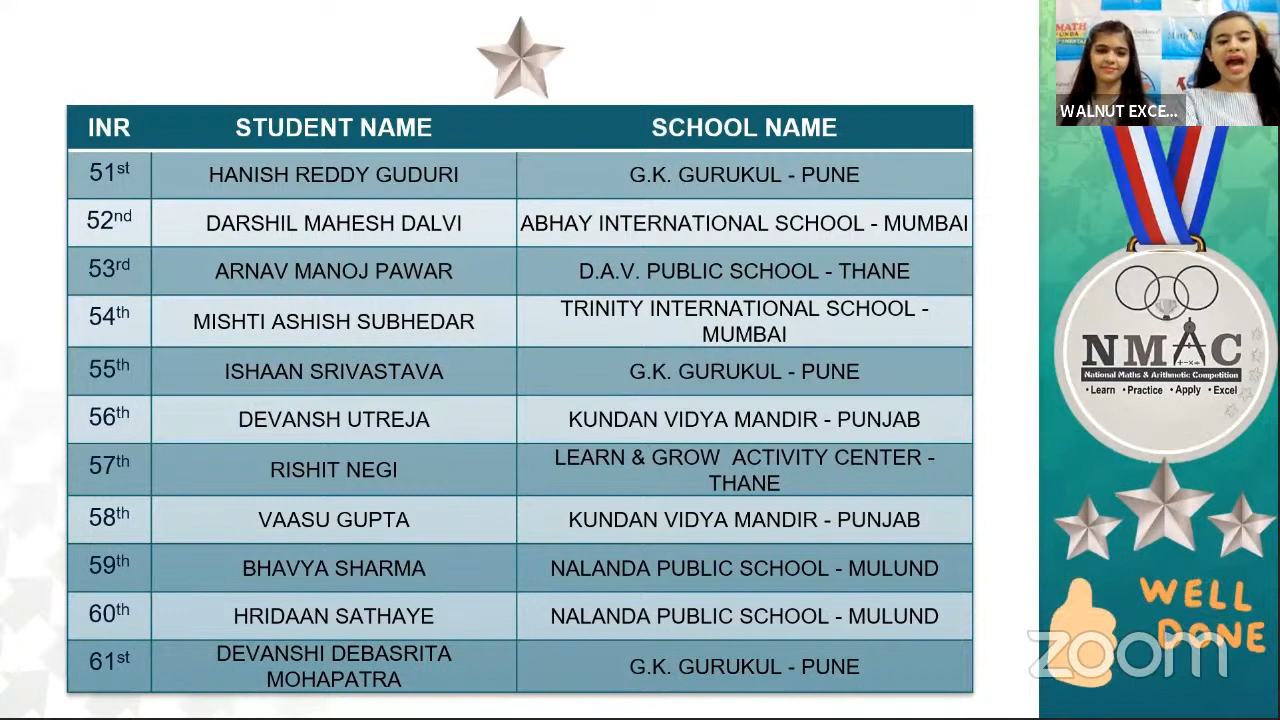 INR STUDENT NAME SCHOOL NAME
51st HANISH REDDY GUDURI G.K. GURUKUL - PUNE
52nd DARSHIL MAHESH DALVI ABHAY INTERNATIONAL SCHOOL - MUMBAI
53rd ARNAV MANOJ PAWAR D.A.V. PUBLIC SCHOOL - THANE
54th MISHTI ASHISH SUBHEDAR TRINITY INTERNATIONAL SCHOOL -
MUMBAI
55th ISHAAN SRIVASTAVA G.K. GURUKUL - PUNE
56th DEVANSH UTREJA KUNDAN VIDYA MANDIR - PUNJAB
57th RISHIT NEGI LEARN & GROW ACTIVITY CENTER -
THANE
58th VAASU GUPTA KUNDAN VIDYA MANDIR - PUNJAB
59th BHAVYA SHARMA NALANDA PUBLIC SCHOOL - MULUND
60th HRIDAAN SATHAYE NALANDA PUBLIC SCHOOL - MULUND
61st DEVANSHI DEBASRITA
MOHAPATRA G.K. GURUKUL - PUNE
MATH
WALNUT EXCE...
NMAC
National Maths & Arithmetic Competition
•Learn •Practice •Apply •Excel
WELL
DONE
zoom